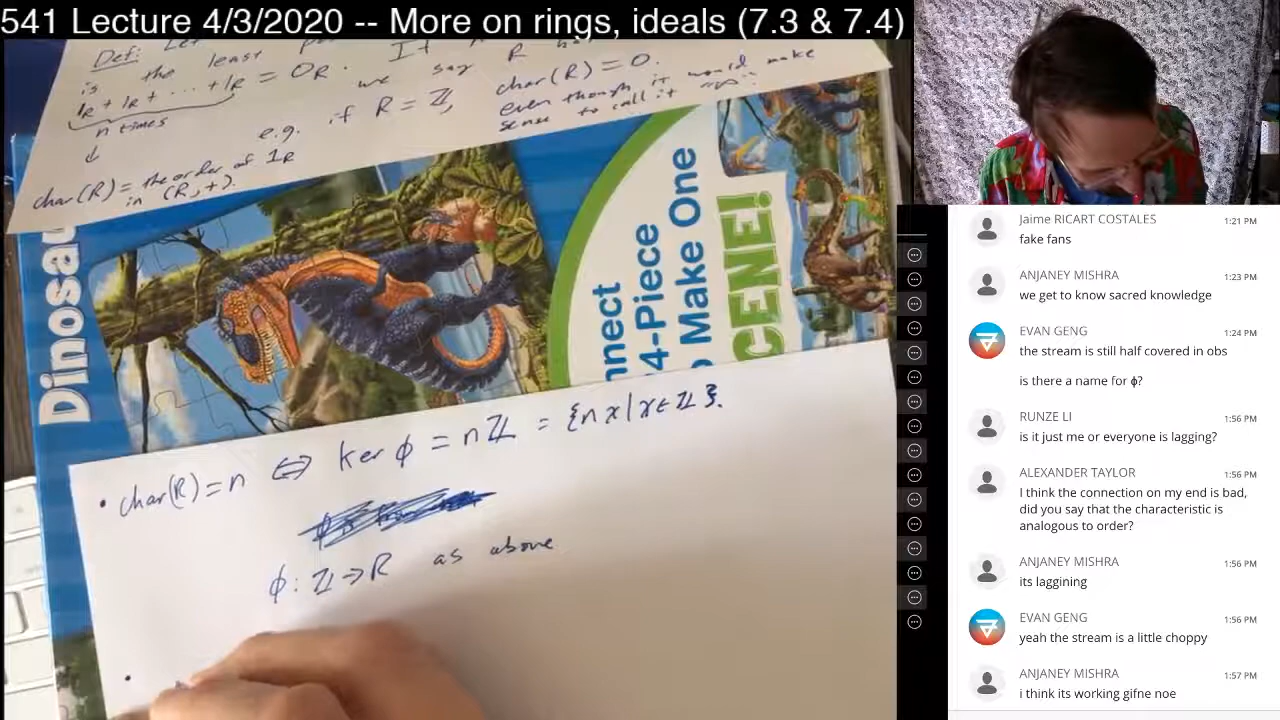 541 Lecture 4/3/2020 -- More on rings, ideals (7.3 & 7.4)
Def: Let
is the least
1R + 1R + ... + 1R = 0R. If
n times
we say R
char(R) = 0.
e.g. if R = ℤ,
even though it would make
sense to call it
char(R) = the order of 1R
in (R, +).
Dinosau
nnect
4-Piece
o Make One
CENE!
• char(R) = n ⇔ ker ϕ = nℤ = {nx | x ∈ ℤ}.
ϕ: ℤ → R as above
•
Jaime RICART COSTALES 1:21 PM
fake fans
ANJANEY MISHRA 1:23 PM
we get to know sacred knowledge
EVAN GENG 1:24 PM
the stream is still half covered in obs
is there a name for ϕ?
RUNZE LI 1:56 PM
is it just me or everyone is lagging?
ALEXANDER TAYLOR 1:56 PM
I think the connection on my end is bad,
did you say that the characteristic is
analogous to order?
ANJANEY MISHRA 1:56 PM
its laggining
EVAN GENG 1:56 PM
yeah the stream is a little choppy
ANJANEY MISHRA 1:57 PM
i think its working gifne noe